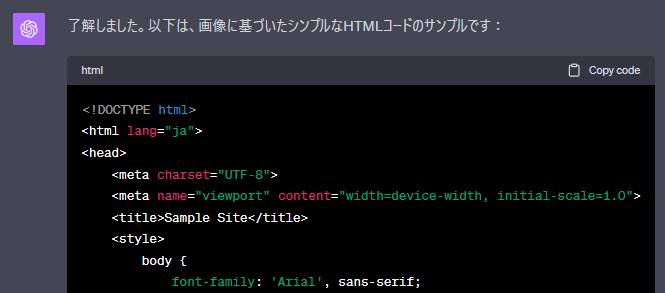 了解しました。以下は、画像に基づいたシンプルなHTMLコードのサンプルです：
html Copy code
<!DOCTYPE html>
<html lang="ja">
<head>
    <meta charset="UTF-8">
    <meta name="viewport" content="width=device-width, initial-scale=1.0">
    <title>Sample Site</title>
    <style>
        body {
            font-family: 'Arial', sans-serif;